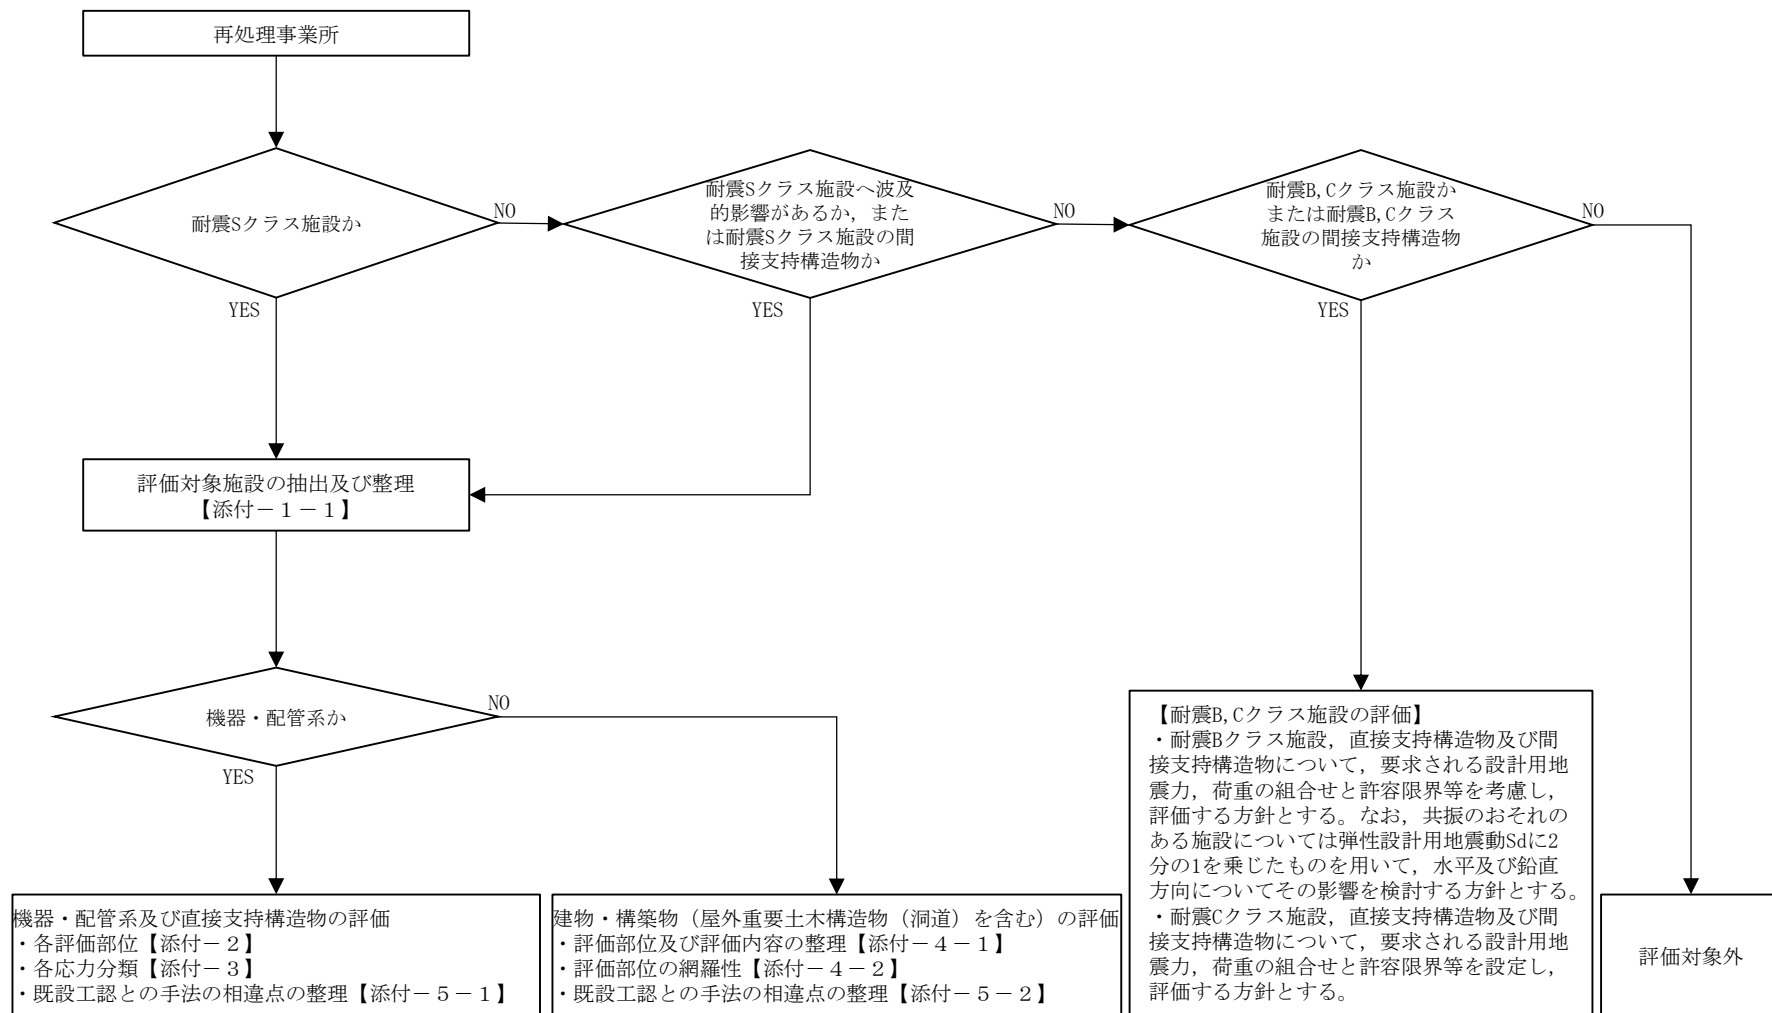 再処理事業所
耐震Sクラス施設か
NO
YES
耐震Sクラス施設へ波及
的影響があるか，また
は耐震Sクラス施設の間
接支持構造物か
NO
YES
耐震B,Cクラス施設か
または耐震B,Cクラス
施設の間接支持構造物
か
NO
YES
評価対象施設の抽出及び整理
【添付－１－１】
機器・配管系か
NO
YES
機器・配管系及び直接支持構造物の評価
・各評価部位【添付－２】
・各応力分類【添付－３】
・既設工認との手法の相違点の整理【添付－５－１】
建物・構築物（屋外重要土木構造物（洞道）を含む）の評価
・評価部位及び評価内容の整理【添付－４－１】
・評価部位の網羅性【添付－４－２】
・既設工認との手法の相違点の整理【添付－５－２】
【耐震B,Cクラス施設の評価】
・耐震Bクラス施設，直接支持構造物及び間
接支持構造物について，要求される設計用地
震力，荷重の組合せと許容限界等を考慮し，
評価する方針とする。なお，共振のおそれの
ある施設については弾性設計用地震動Sdに2
分の1を乗じたものを用いて，水平及び鉛直
方向についてその影響を検討する方針とする。
・耐震Cクラス施設，直接支持構造物及び間
接支持構造物について，要求される設計用地
震力，荷重の組合せと許容限界等を設定し，
評価する方針とする。
評価対象外